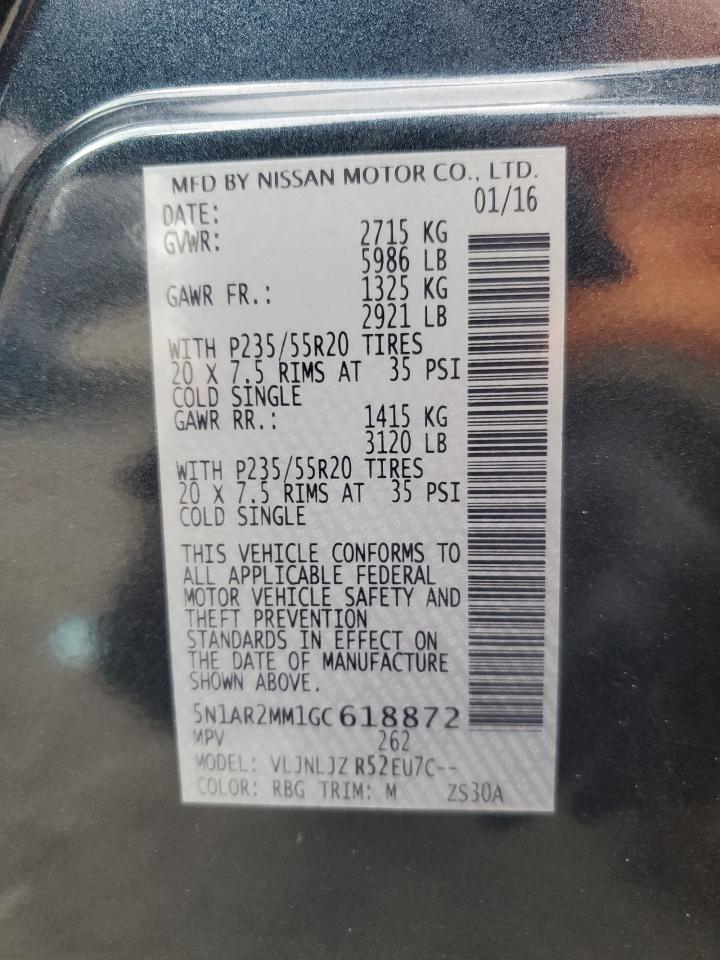 MFD BY NISSAN MOTOR CO., LTD.
DATE: 01/16
GVWR: 2715 KG
5986 LB
GAWR FR.: 1325 KG
2921 LB
WITH P235/55R20 TIRES
20 X 7.5 RIMS AT 35 PSI
COLD SINGLE
GAWR RR.: 1415 KG
3120 LB
WITH P235/55R20 TIRES
20 X 7.5 RIMS AT 35 PSI
COLD SINGLE
THIS VEHICLE CONFORMS TO
ALL APPLICABLE FEDERAL
MOTOR VEHICLE SAFETY AND
THEFT PREVENTION
STANDARDS IN EFFECT ON
THE DATE OF MANUFACTURE
SHOWN ABOVE.
5N1AR2MM1GC618872
MPV 262
MODEL: VLJNLJZ R52EU7C--
COLOR: RBG TRIM: M ZS30A